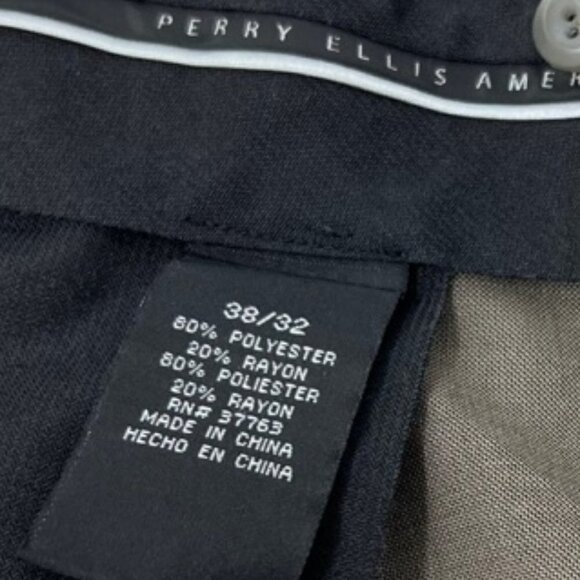 PERRY ELLIS AMER
38/32
80% POLYESTER
20% RAYON
80% POLIESTER
20% RAYON
RN# 37763
MADE IN CHINA
HECHO EN CHINA